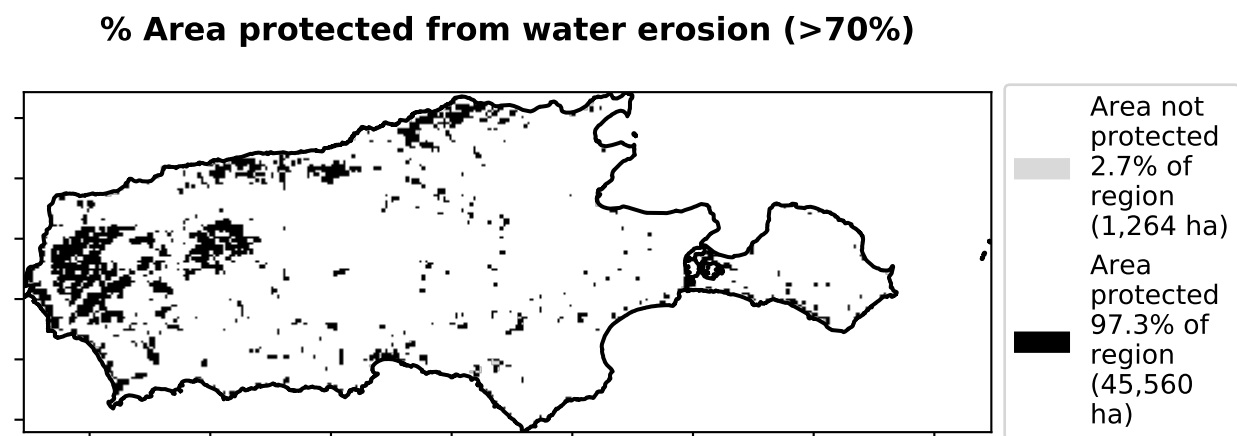 % Area protected from water erosion (>70%)
Area not
protected
2.7% of
region
(1,264 ha)
Area
protected
97.3% of
region
(45,560
ha)